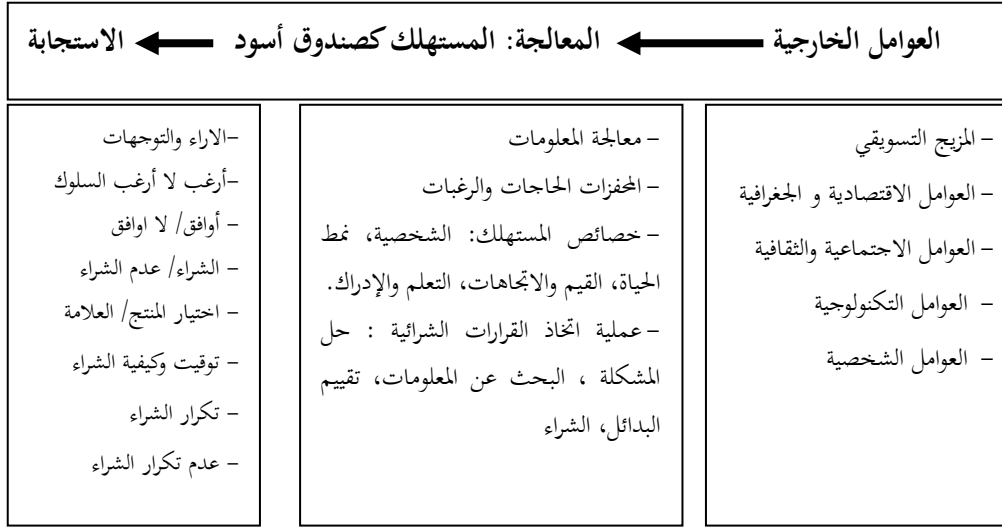 العوامل الخارجية المعالجة: المستهلك كصندوق أسود الاستجابة
– المزيج التسويقي
– العوامل الاقتصادية و الجغرافية
– العوامل الاجتماعية والثقافية
– العوامل التكنولوجية
– العوامل الشخصية
– معالجة المعلومات
– المحفزات الحاجات والرغبات
– خصائص المستهلك: الشخصية، نمط
الحياة، القيم والاتجاهات، التعلم والإدراك.
– عملية اتخاذ القرارات الشرائية : حل
المشكلة ، البحث عن المعلومات، تقييم
البدائل، الشراء
–الاراء والتوجهات
–أرغب لا أرغب السلوك
– أوافق/ لا اوافق
– الشراء/ عدم الشراء
– اختيار المنتج/ العلامة
– توقيت وكيفية الشراء
– تكرار الشراء
– عدم تكرار الشراء